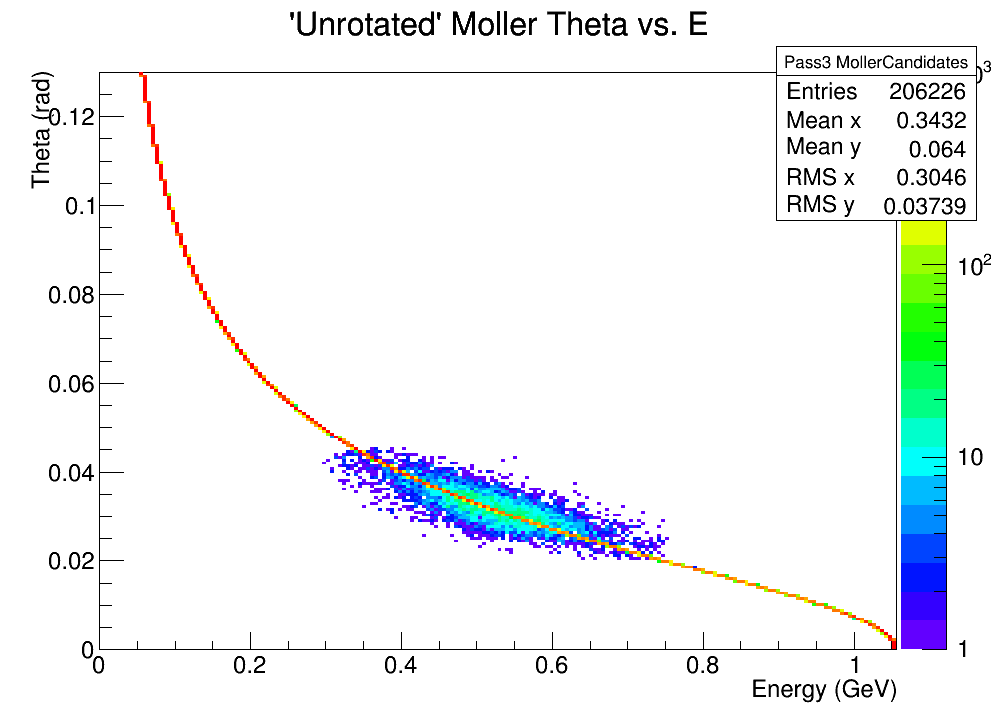 'Unrotated' Moller Theta vs. E
Pass3 MollerCandidates
Entries 206226
Mean x 0.3432
Mean y 0.064
RMS x 0.3046
RMS y 0.03739
Theta (rad)
0.12
0.1
0.08
0.06
0.04
0.02
0
0 0.2 0.4 0.6 0.8 1
Energy (GeV)
3
10²
10
1